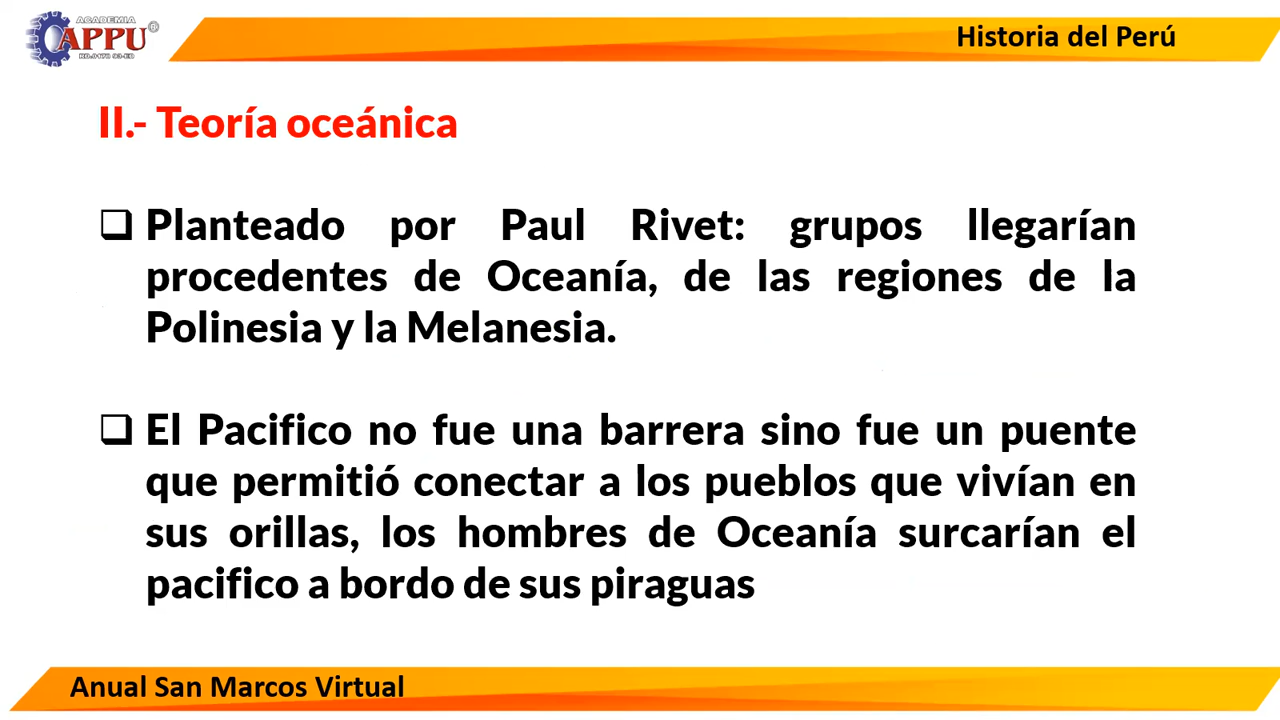 ACADEMIA
APPU®
Historia del Perú
II.- Teoría oceánica
Planteado por Paul Rivet: grupos llegarían
procedentes de Oceanía, de las regiones de la
Polinesia y la Melanesia.
El Pacifico no fue una barrera sino fue un puente
que permitió conectar a los pueblos que vivían en
sus orillas, los hombres de Oceanía surcarían el
pacifico a bordo de sus piraguas
Anual San Marcos Virtual